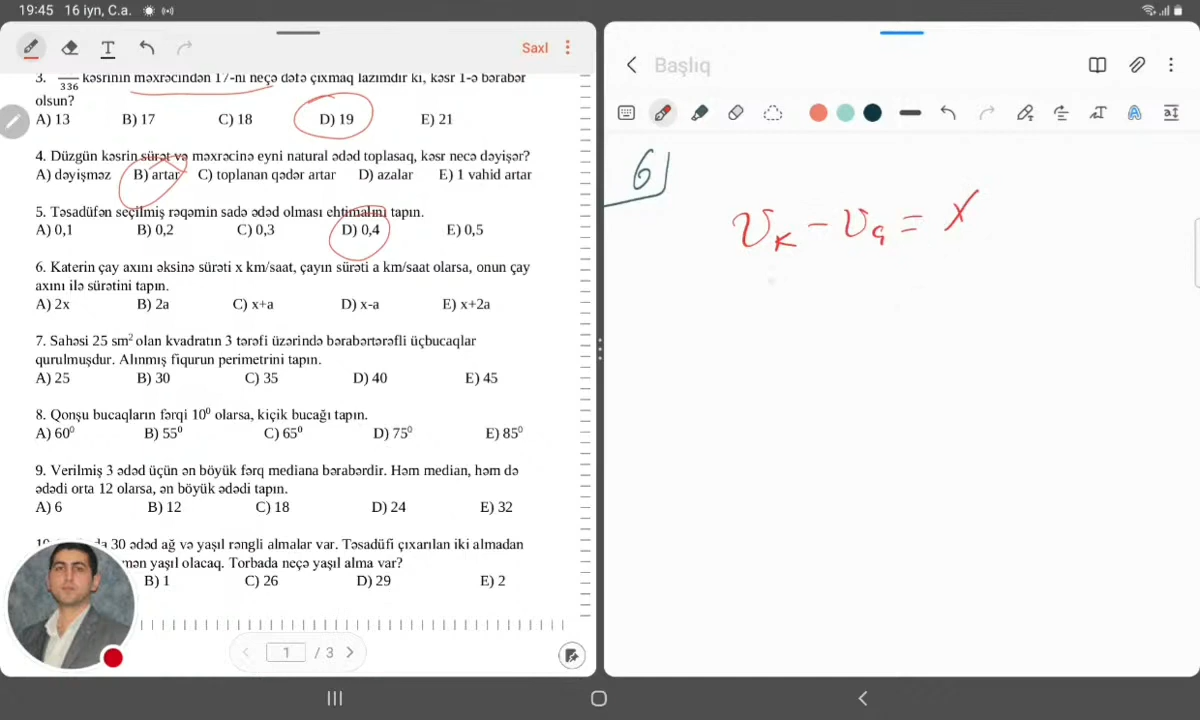 19:45 16 iyn, C.a.
Saxl
3. 336 kəsrinin məxrəcindən 17-ni neçə dəfə çıxmaq lazımdır ki, kəsr 1-ə bərabər
olsun?
A) 13 B) 17 C) 18 D) 19 E) 21
4. Düzgün kəsrin surət və məxrəcinə eyni natural ədəd toplasaq, kəsr necə dəyişər?
A) dəyişməz B) artar C) toplanan qədər artar D) azalar E) 1 vahid artar
5. Təsadüfən seçilmiş rəqəmin sadə ədəd olması ehtimalını tapın.
A) 0,1 B) 0,2 C) 0,3 D) 0,4 E) 0,5
6. Katerin çay axını əksinə sürəti x km/saat, çayın sürəti a km/saat olarsa, onun çay
axını ilə sürətini tapın.
A) 2x B) 2a C) x+a D) x-a E) x+2a
7. Sahəsi 25 sm² olan kvadratın 3 tərəfi üzərində bərabərtərəfli üçbucaqlar
qurulmuşdur. Alınmış fiqurun perimetrini tapın.
A) 25 B) 30 C) 35 D) 40 E) 45
8. Qonşu bucaqların fərqi 10⁰ olarsa, kiçik bucağı tapın.
A) 60⁰ B) 55⁰ C) 65⁰ D) 75⁰ E) 85⁰
9. Verilmiş 3 ədəd üçün ən böyük fərq mediana bərabərdir. Həm median, həm də
ədədi orta 12 olarsa, ən böyük ədədi tapın.
A) 6 B) 12 C) 18 D) 24 E) 32
30 ədəd ağ və yaşıl rəngli almalar var. Təsadüfi çıxarılan iki almadan
yaşıl olacaq. Torbada neçə yaşıl alma var?
B) 1 C) 26 D) 29 E) 2
1 / 3
Başlıq
6)
υₖ - υç = x